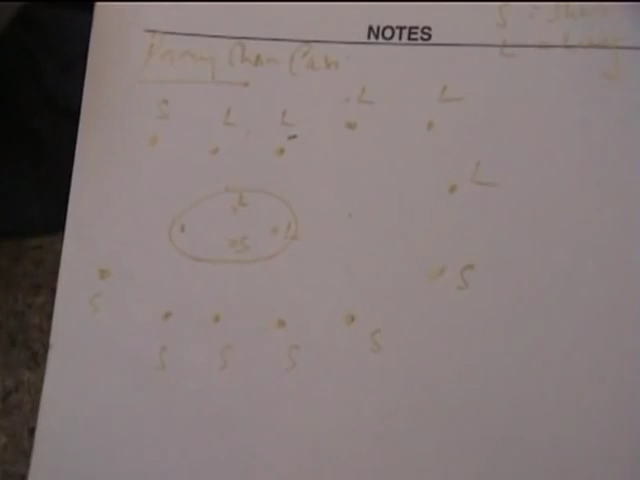 NOTES
S = Short
L = Long
S L L L L
L
L
S L
S
S
S S S S